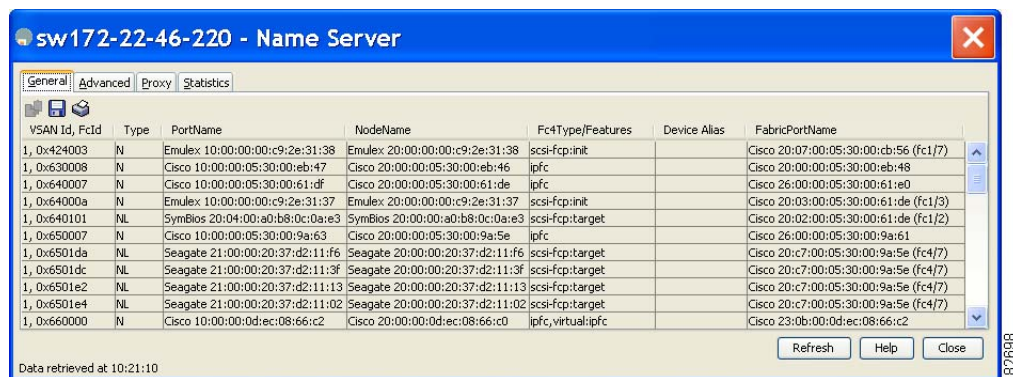 sw172-22-46-220 - Name Server
General Advanced Proxy Statistics
VSAN Id, FcId Type PortName NodeName Fc4Type/Features Device Alias FabricPortName
1, 0x424003 N Emulex 10:00:00:00:c9:2e:31:38 Emulex 20:00:00:00:c9:2e:31:38 scsi-fcp:init Cisco 20:07:00:05:30:00:cb:56 (fc1/7)
1, 0x630008 N Cisco 10:00:00:05:30:00:eb:47 Cisco 20:00:00:05:30:00:eb:46 ipfc Cisco 20:00:00:05:30:00:eb:48
1, 0x640007 N Cisco 10:00:00:05:30:00:61:df Cisco 20:00:00:05:30:00:61:de ipfc Cisco 26:00:00:05:30:00:61:e0
1, 0x64000a N Emulex 10:00:00:00:c9:2e:31:37 Emulex 20:00:00:00:c9:2e:31:37 scsi-fcp:init Cisco 20:03:00:05:30:00:61:de (fc1/3)
1, 0x640101 NL SymBios 20:04:00:a0:b8:0c:0a:e3 SymBios 20:00:00:a0:b8:0c:0a:e3 scsi-fcp:target Cisco 20:02:00:05:30:00:61:de (fc1/2)
1, 0x650007 N Cisco 10:00:00:05:30:00:9a:63 Cisco 20:00:00:05:30:00:9a:5e ipfc Cisco 26:00:00:05:30:00:9a:61
1, 0x6501da NL Seagate 21:00:00:20:37:d2:11:f6 Seagate 20:00:00:20:37:d2:11:f6 scsi-fcp:target Cisco 20:c7:00:05:30:00:9a:5e (fc4/7)
1, 0x6501dc NL Seagate 21:00:00:20:37:d2:11:3f Seagate 20:00:00:20:37:d2:11:3f scsi-fcp:target Cisco 20:c7:00:05:30:00:9a:5e (fc4/7)
1, 0x6501e2 NL Seagate 21:00:00:20:37:d2:11:13 Seagate 20:00:00:20:37:d2:11:13 scsi-fcp:target Cisco 20:c7:00:05:30:00:9a:5e (fc4/7)
1, 0x6501e4 NL Seagate 21:00:00:20:37:d2:11:02 Seagate 20:00:00:20:37:d2:11:02 scsi-fcp:target Cisco 20:c7:00:05:30:00:9a:5e (fc4/7)
1, 0x660000 N Cisco 10:00:00:0d:ec:08:66:c2 Cisco 20:00:00:0d:ec:08:66:c0 ipfc,virtual:ipfc Cisco 23:0b:00:0d:ec:08:66:c2
Refresh Help Close
Data retrieved at 10:21:10